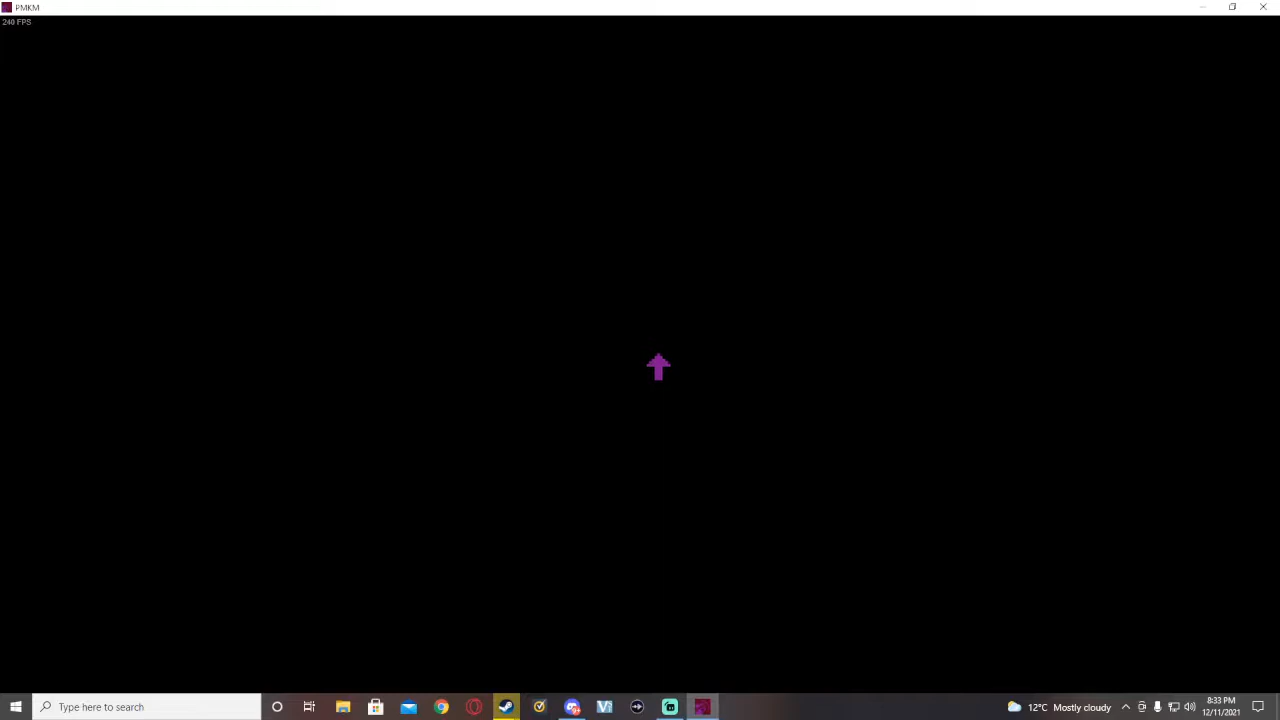 PMKM
240 FPS
Type here to search
12°C Mostly cloudy
8:33 PM
12/11/2021